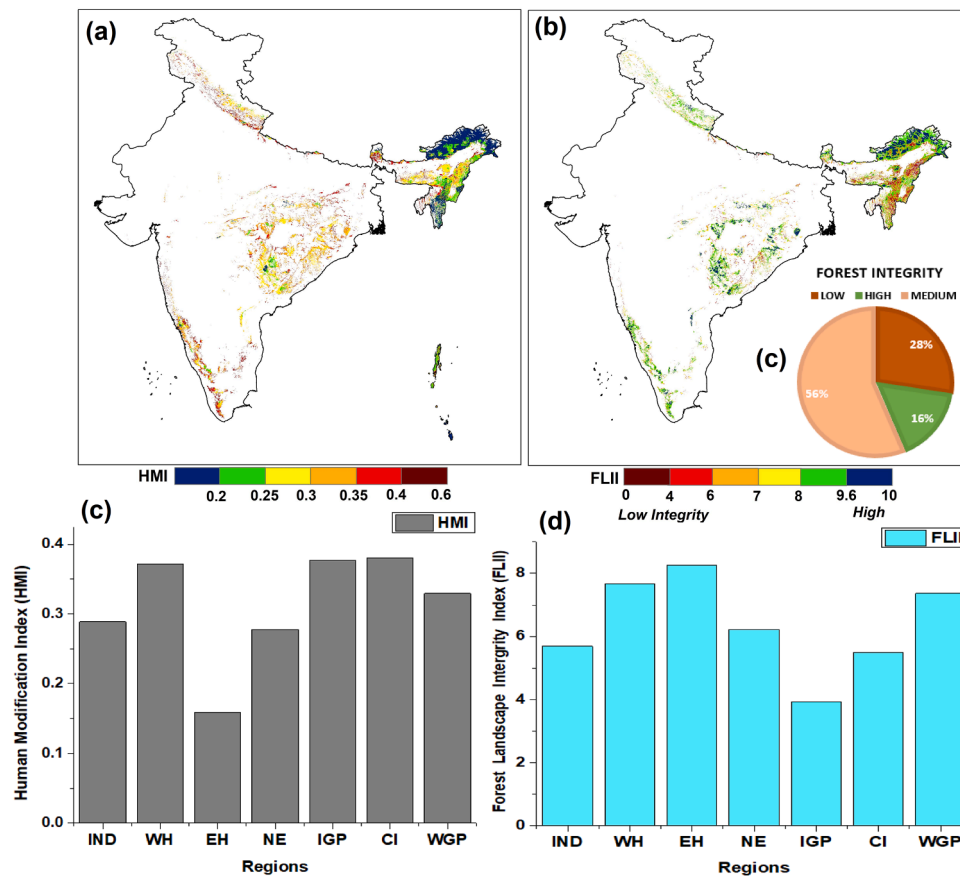 (a)
(b)
FOREST INTEGRITY
LOW HIGH MEDIUM
(c)
28%
56%
16%
HMI
0.2 0.25 0.3 0.35 0.4 0.6
FLII
0 4 6 7 8 9.6 10
Low Integrity High
(c)
HMI
Human Modification Index (HMI)
0.4
0.3
0.2
0.1
0.0
IND WH EH NE IGP CI WGP
Regions
(d)
FLII
Forest Landscape Intergrity Index (FLII)
8
6
4
2
0
IND WH EH NE IGP CI WGP
Regions